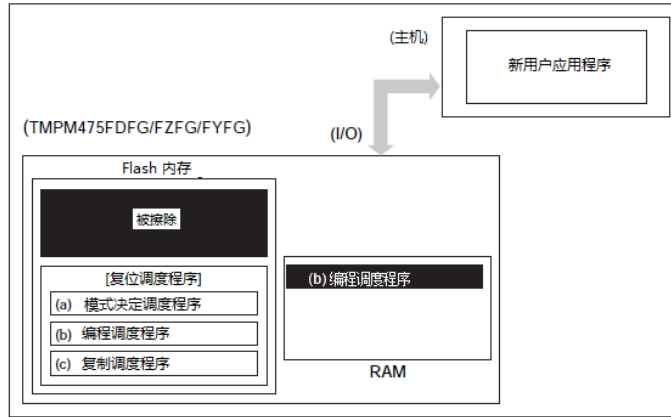 (主机)
新用户应用程序
(TMPM475FDFG/FZFG/FYFG)
(I/O)
Flash 内存
被擦除
[复位调度程序]
(a) 模式决定调度程序
(b) 编程调度程序
(c) 复制调度程序
(b) 编程调度程序
RAM